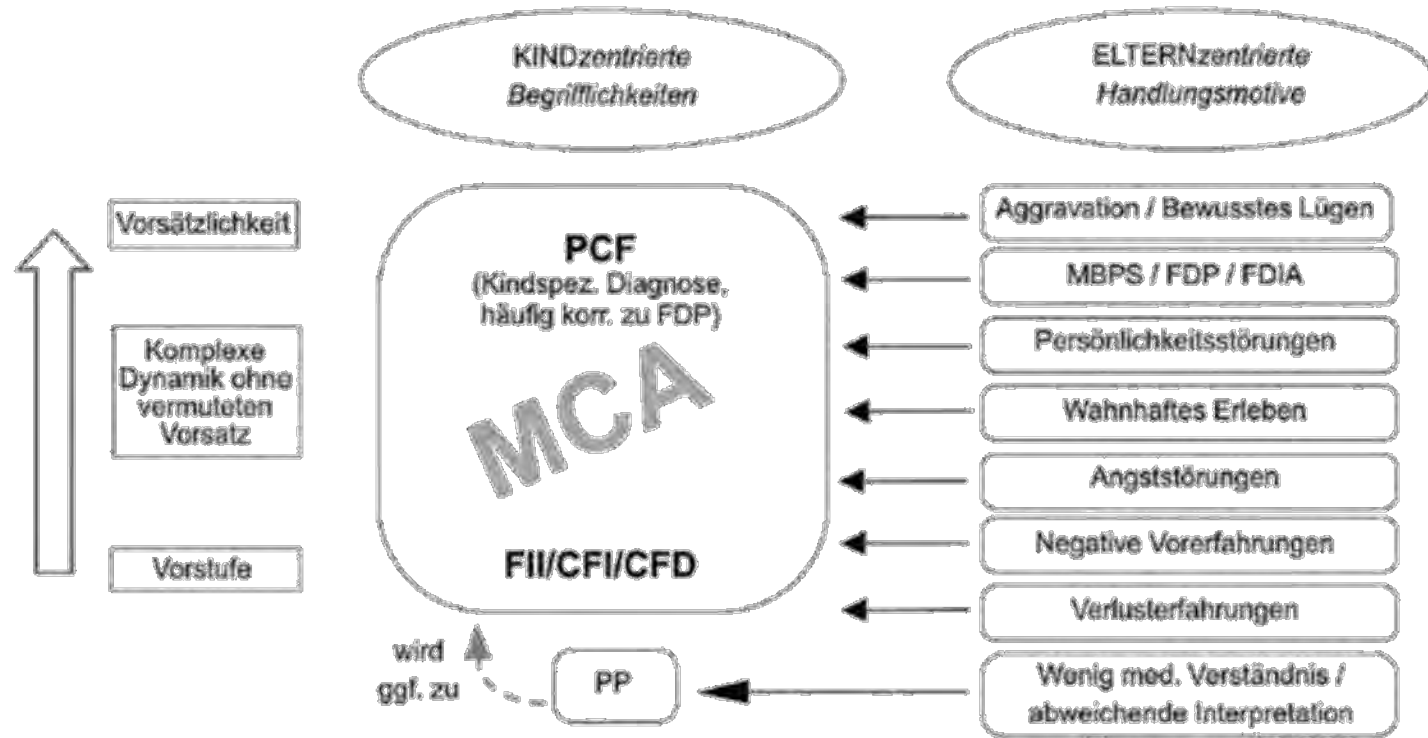 KINDzentrierte
Begrifflichkeiten
ELTERNzentrierte
Handlungsmotive
Vorsätzlichkeit
Komplexe
Dynamik ohne
vermuteten
Vorsatz
Vorstufe
PCF
(Kindspez. Diagnose,
häufig korr. zu FDP)
MCA
FII/CFI/CFD
wird
ggf. zu
PP
Aggravation / Bewusstes Lügen
MBPS / FDP / FDIA
Persönlichkeitsstörungen
Wahnhaftes Erleben
Angststörungen
Negative Vorerfahrungen
Verlusterfahrungen
Wenig med. Verständnis /
abweichende Interpretation